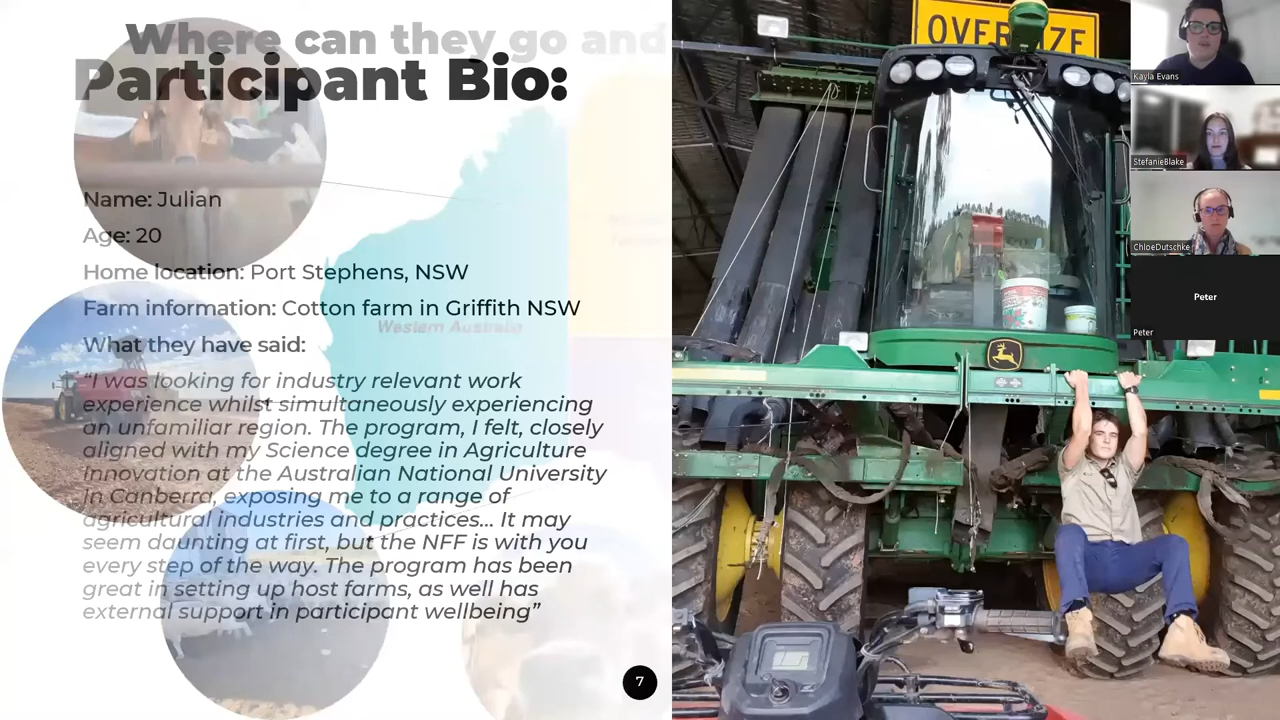 Where can they go and
Participant Bio:
Name: Julian
Age: 20
Home location: Port Stephens, NSW
Farm information: Cotton farm in Griffith NSW
Western Australia
What they have said:
“I was looking for industry relevant work
experience whilst simultaneously experiencing
an unfamiliar region. The program, I felt, closely
aligned with my Science degree in Agriculture
Innovation at the Australian National University
in Canberra, exposing me to a range of
agricultural industries and practices... It may
seem daunting at first, but the NFF is with you
every step of the way. The program has been
great in setting up host farms, as well has
external support in participant wellbeing”
7
OVERSIZE
Kayla Evans
StefanieBlake
ChloeDutschke
Peter
Peter